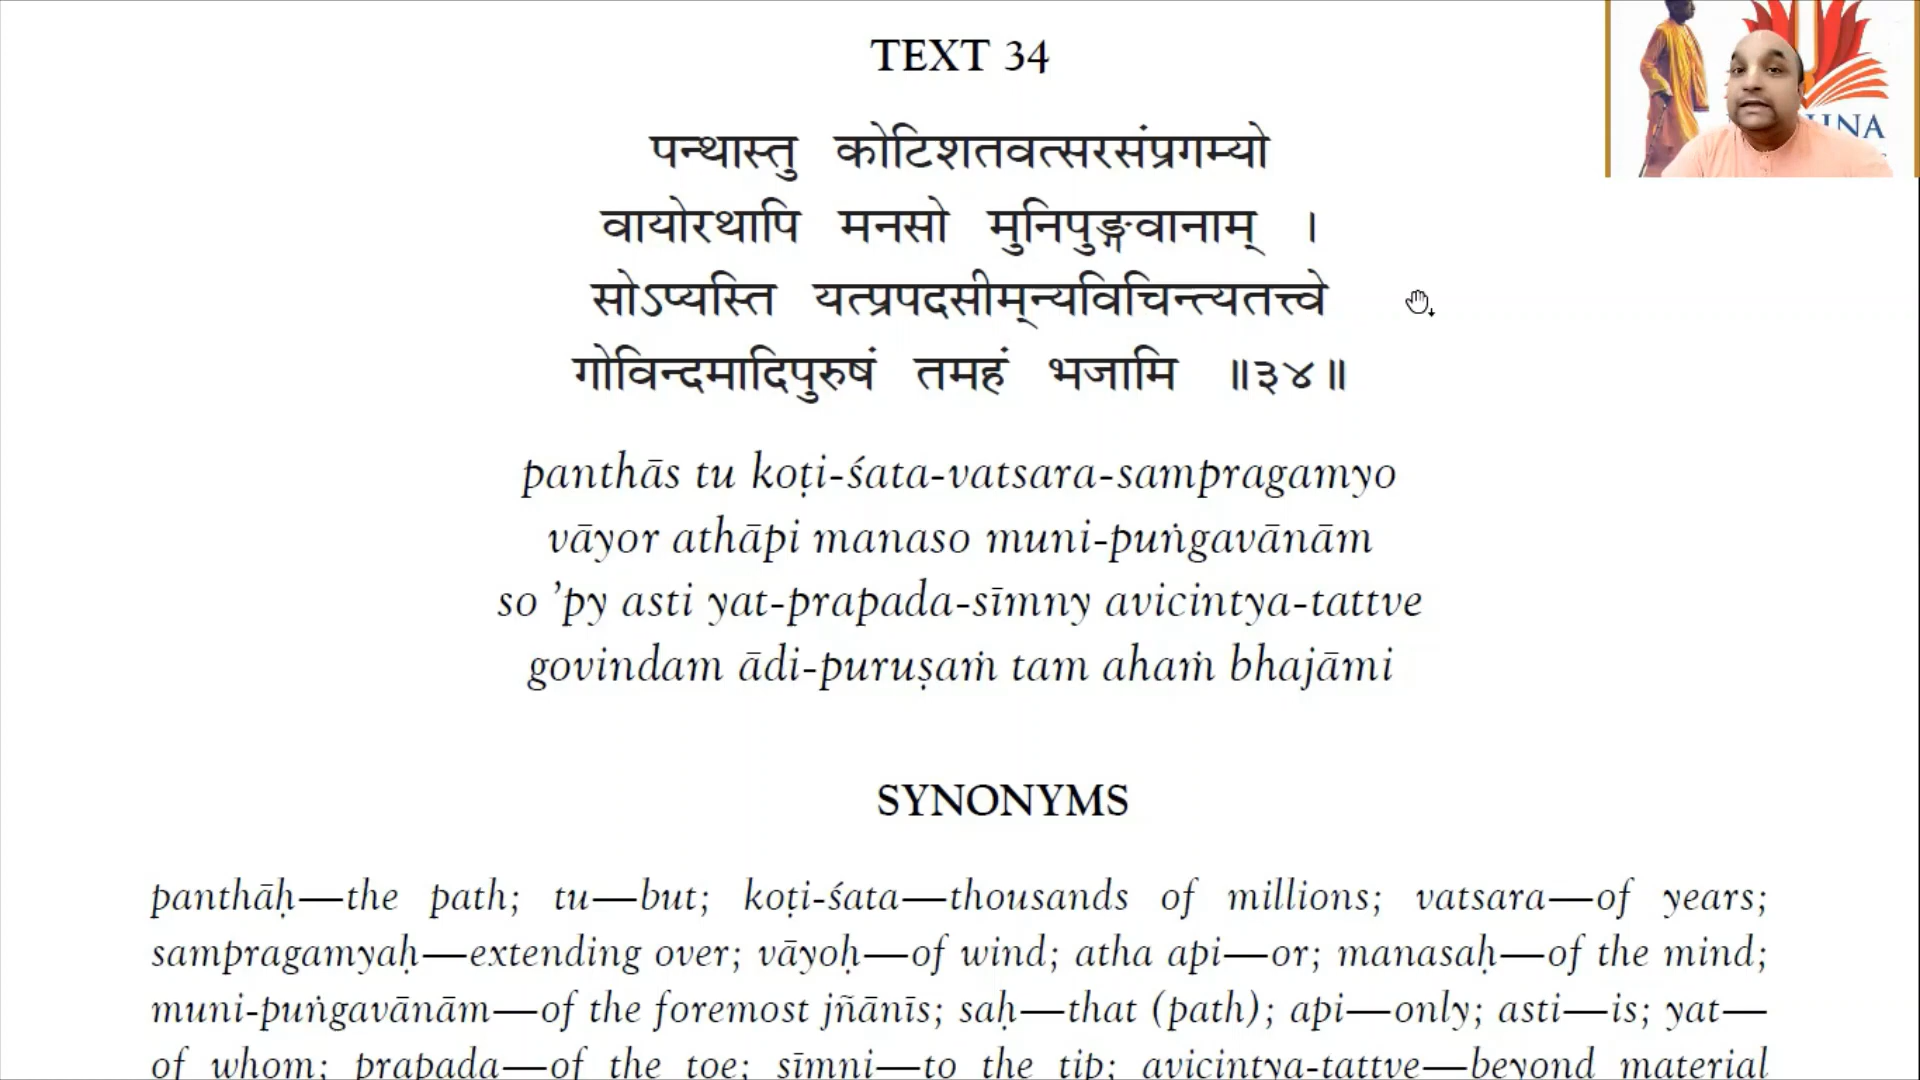 TEXT 34
पन्थास्तु कोटिशतवत्सरसंप्रगम्यो
वायोरथापि मनसो मुनिपुङ्गवानाम् ।
सोऽप्यस्ति यत्प्रपदसीम्न्यविचिन्त्यतत्त्वे
गोविन्दमादिपुरुषं तमहं भजामि ॥३४॥
panthās tu koṭi-śata-vatsara-sampragamyo
vāyor athāpi manaso muni-puṅgavānām
so ’py asti yat-prapada-sīmny avicintya-tattve
govindam ādi-puruṣaṁ tam ahaṁ bhajāmi
SYNONYMS
panthāḥ—the path; tu—but; koṭi-śata—thousands of millions; vatsara—of years;
sampragamyaḥ—extending over; vāyoḥ—of wind; atha api—or; manasaḥ—of the mind;
muni-puṅgavānām—of the foremost jñānīs; saḥ—that (path); api—only; asti—is; yat—
of whom; prapada—of the toe; sīmni—to the tip; avicintya-tattve—beyond material